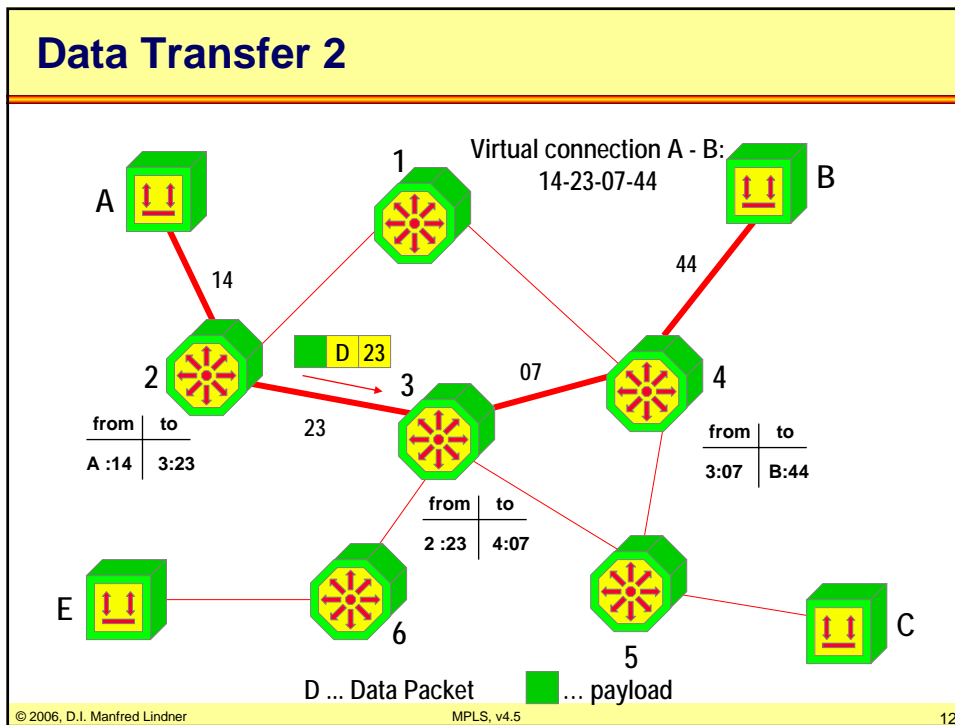 Data Transfer 2
Virtual connection A - B:
14-23-07-44
A
1
B
14
44
D 23
2
3
07
4
23
from to
A :14 3:23
from to
3:07 B:44
from to
2 :23 4:07
E
6
5
C
D ... Data Packet ... payload
© 2006, D.I. Manfred Lindner MPLS, v4.5 12